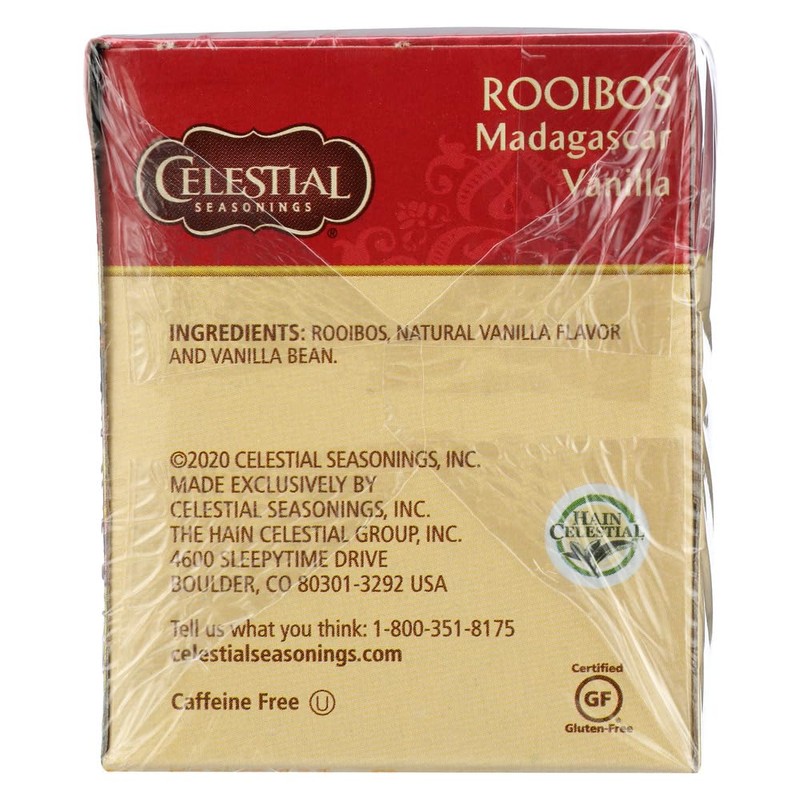 ROOIBOS
Madagascar
Vanilla
CELESTIAL
SEASONINGS
®
INGREDIENTS: ROOIBOS, NATURAL VANILLA FLAVOR
AND VANILLA BEAN.
©2020 CELESTIAL SEASONINGS, INC.
MADE EXCLUSIVELY BY
CELESTIAL SEASONINGS, INC.
THE HAIN CELESTIAL GROUP, INC.
4600 SLEEPYTIME DRIVE
BOULDER, CO 80301-3292 USA
HAIN
CELESTIAL
Tell us what you think: 1-800-351-8175
celestialseasonings.com
Caffeine Free U
Certified
GF
®
Gluten-Free